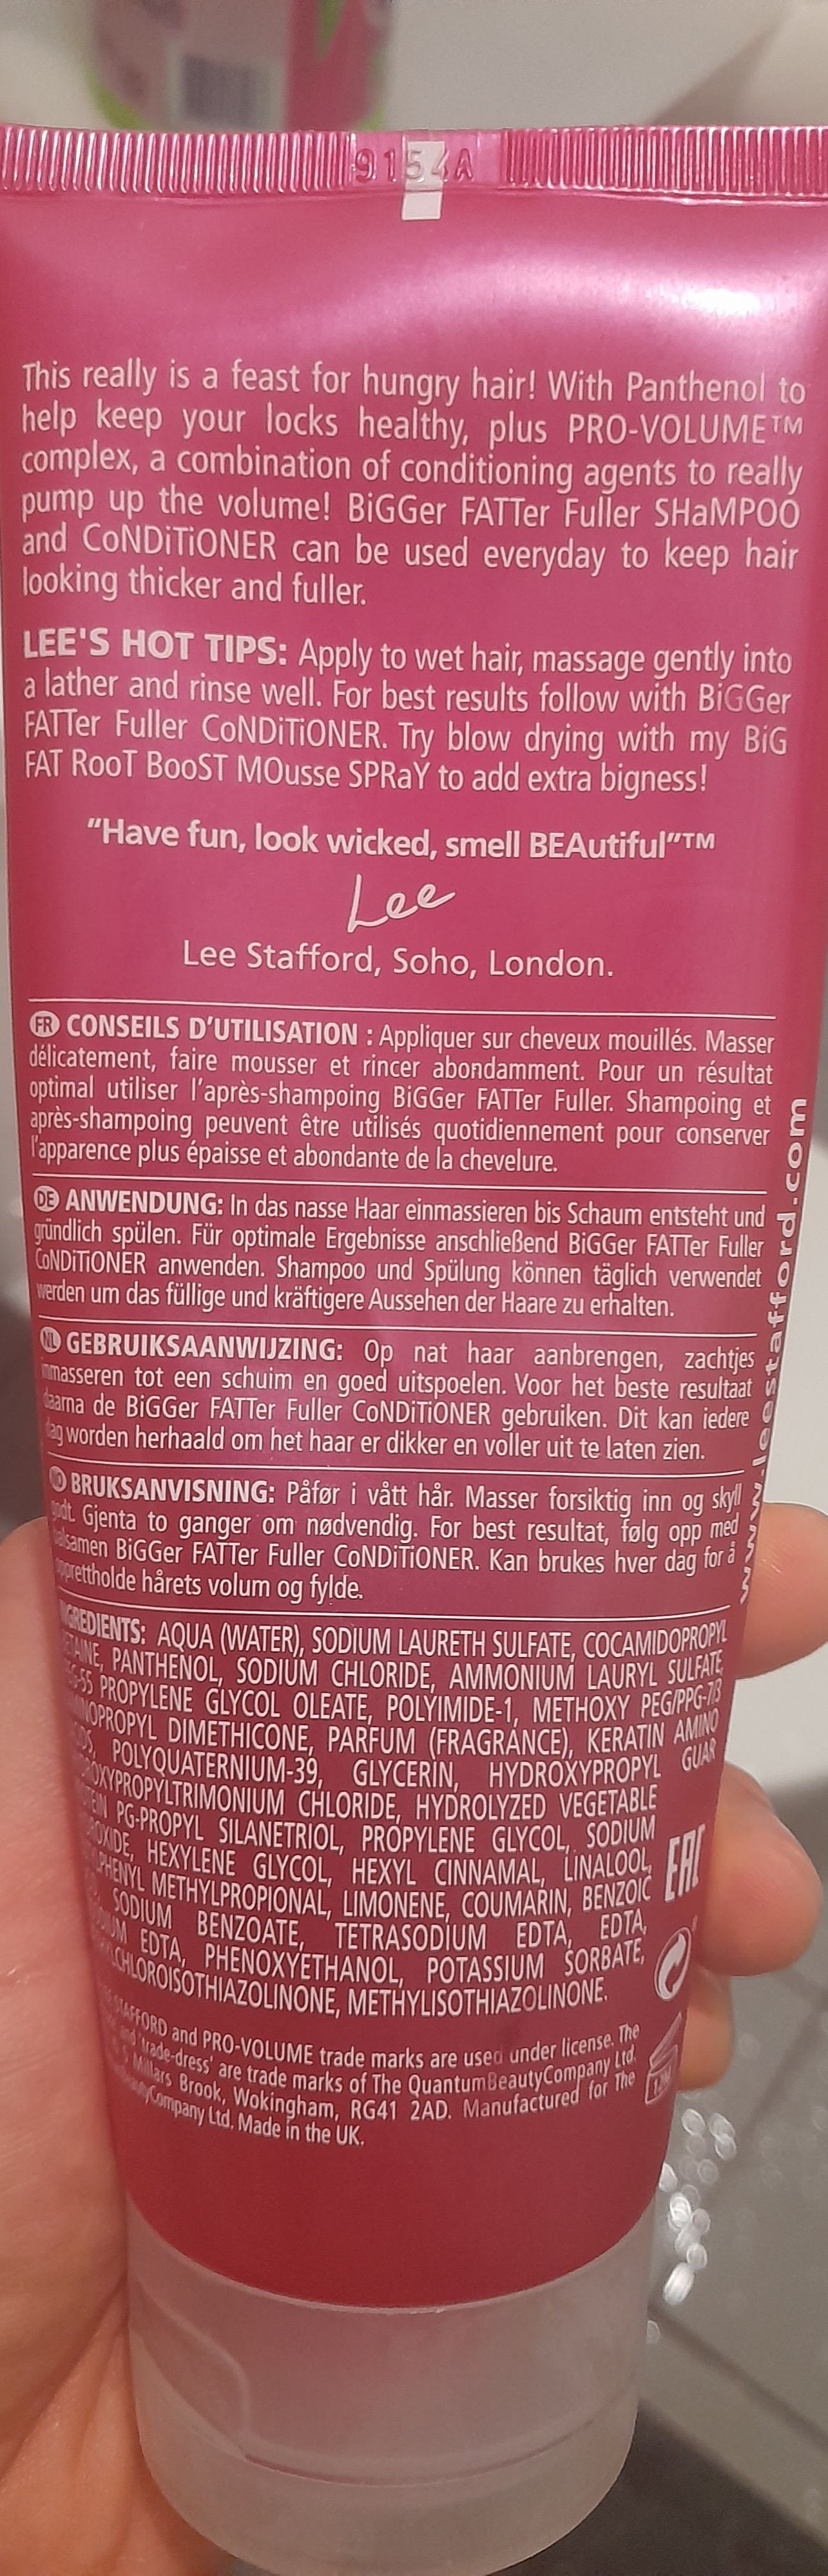 9154A
This really is a feast for hungry hair! With Panthenol to
help keep your locks healthy, plus PRO-VOLUME™
complex, a combination of conditioning agents to really
pump up the volume! BiGGer FATTer Fuller SHaMPOO
and CoNDiTiONER can be used everyday to keep hair
looking thicker and fuller.
LEE'S HOT TIPS: Apply to wet hair, massage gently into
a lather and rinse well. For best results follow with BiGGer
FATTer Fuller CoNDiTiONER. Try blow drying with my BiG
FAT RooT BooST MOusse SPRaY to add extra bigness!
“Have fun, look wicked, smell BEAutiful”™
Lee
Lee Stafford, Soho, London.
FR CONSEILS D’UTILISATION : Appliquer sur cheveux mouillés. Masser
délicatement, faire mousser et rincer abondamment. Pour un résultat
optimal utiliser l’après-shampoing BiGGer FATTer Fuller. Shampoing et
après-shampoing peuvent être utilisés quotidiennement pour conserver
l’apparence plus épaisse et abondante de la chevelure.
DE ANWENDUNG: In das nasse Haar einmassieren bis Schaum entsteht und
gründlich spülen. Für optimale Ergebnisse anschließend BiGGer FATTer Fuller
CoNDiTiONER anwenden. Shampoo und Spülung können täglich verwendet
werden um das füllige und kräftigere Aussehen der Haare zu erhalten.
NL GEBRUIKSAANWIJZING: Op nat haar aanbrengen, zachtjes
inmasseren tot een schuim en goed uitspoelen. Voor het beste resultaat
daarna de BiGGer FATTer Fuller CoNDiTiONER gebruiken. Dit kan iedere
dag worden herhaald om het haar er dikker en voller uit te laten zien.
BRUKSANVISNING: Påfør i vått hår. Masser forsiktig inn og skyll
godt. Gjenta to ganger om nødvendig. For best resultat, følg opp med
balsamen BiGGer FATTer Fuller CoNDiTiONER. Kan brukes hver dag for å
opprettholde hårets volum og fylde.
INGREDIENTS: AQUA (WATER), SODIUM LAURETH SULFATE, COCAMIDOPROPYL
PANTHENOL, SODIUM CHLORIDE, AMMONIUM LAURYL SULFATE,
PROPYLENE GLYCOL OLEATE, POLYIMIDE-1, METHOXY PEG/PPG-7/3
DIMETHICONE, PARFUM (FRAGRANCE), KERATIN AMINO
POLYQUATERNIUM-39, GLYCERIN, HYDROXYPROPYL GUAR
CHLORIDE, HYDROLYZED VEGETABLE
PG-PROPYL SILANETRIOL, PROPYLENE GLYCOL, SODIUM
HEXYLENE GLYCOL, HEXYL CINNAMAL, LINALOOL,
METHYLPROPIONAL, LIMONENE, COUMARIN, BENZOIC
SODIUM BENZOATE, TETRASODIUM EDTA, EDTA,
EDTA, PHENOXYETHANOL, POTASSIUM SORBATE,
METHYLISOTHIAZOLINONE.
STAFFORD and PRO-VOLUME trade marks are used under license. The
and 'trade-dress' are trade marks of The QuantumBeautyCompany Ltd.
Millars Brook, Wokingham, RG41 2AD. Manufactured for The
Ltd. Made in the UK.
www.leestafford.com
EAC
12M